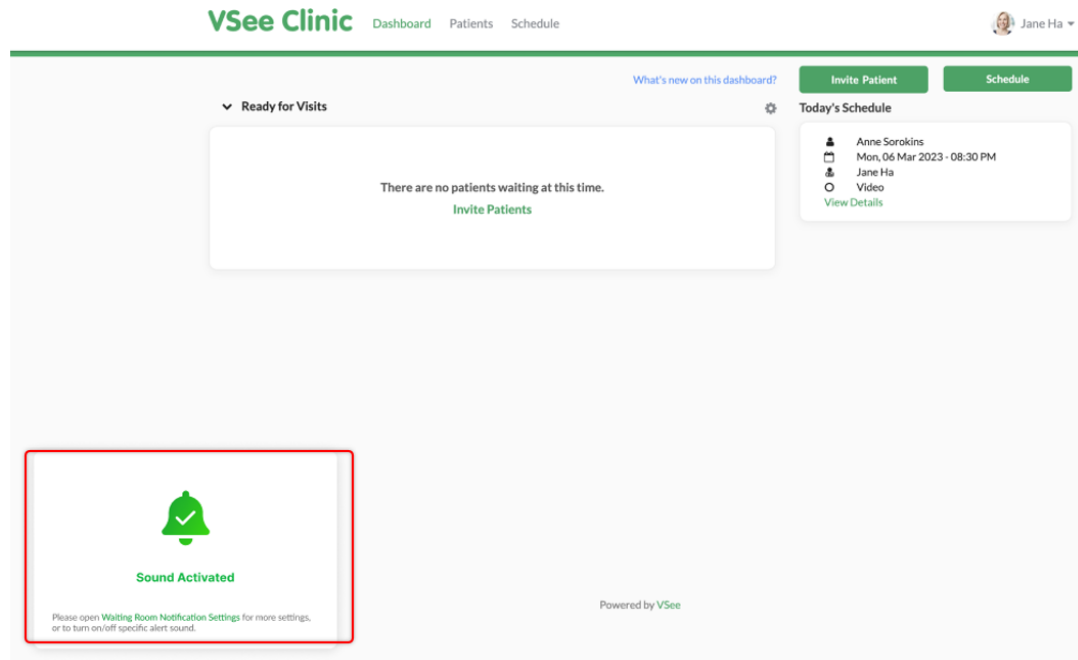 VSee Clinic Dashboard Patients Schedule Jane Ha
What's new on this dashboard? Invite Patient Schedule
Ready for Visits
There are no patients waiting at this time.
Invite Patients
Today's Schedule
Anne Sorokins
Mon, 06 Mar 2023 - 08:30 PM
Jane Ha
Video
View Details
Sound Activated
Please open Waiting Room Notification Settings for more settings,
or to turn on/off specific alert sound.
Powered by VSee